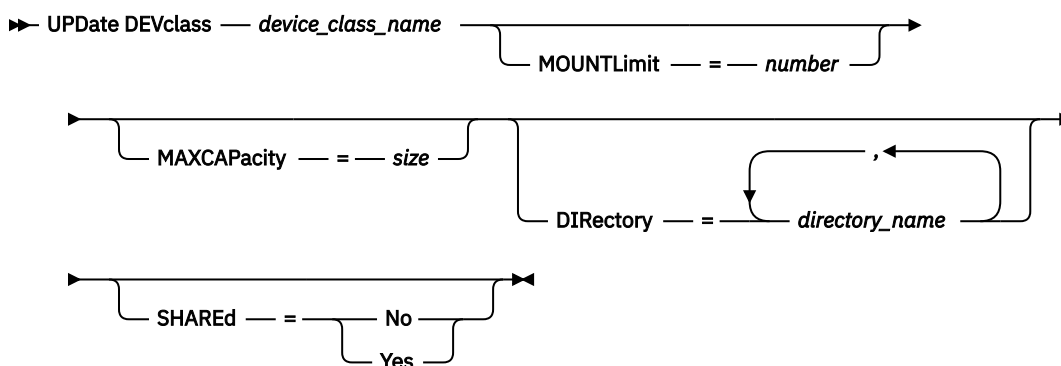 UPDate DEVclass device_class_name
MOUNTLimit = number
MAXCAPacity = size
,
DIRectory = directory_name
SHAREd = No
Yes